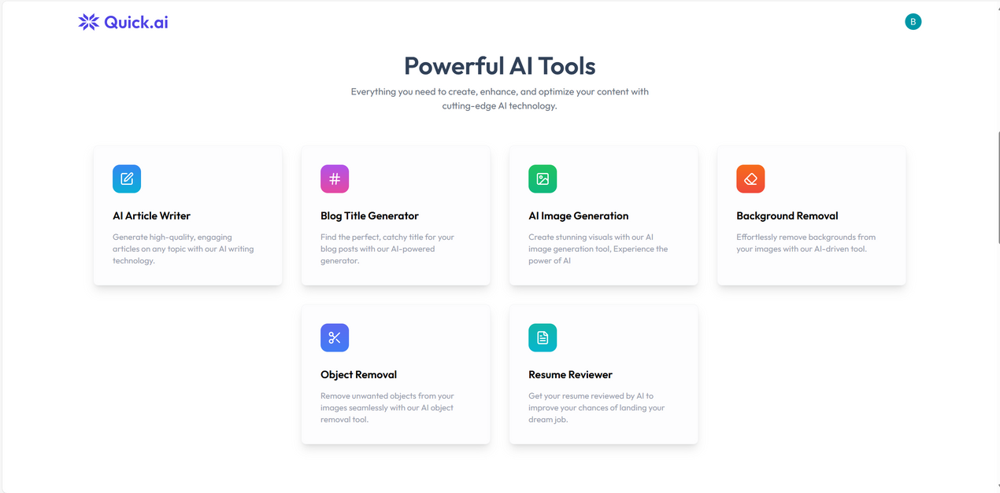 Quick.ai
B
Powerful AI Tools
Everything you need to create, enhance, and optimize your content with
cutting-edge AI technology.
AI Article Writer
Generate high-quality, engaging
articles on any topic with our AI writing
technology.
Blog Title Generator
Find the perfect, catchy title for your
blog posts with our AI-powered
generator.
AI Image Generation
Create stunning visuals with our AI
image generation tool, Experience the
power of AI
Background Removal
Effortlessly remove backgrounds from
your images with our AI-driven tool.
Object Removal
Remove unwanted objects from your
images seamlessly with our AI object
removal tool.
Resume Reviewer
Get your resume reviewed by AI to
improve your chances of landing your
dream job.